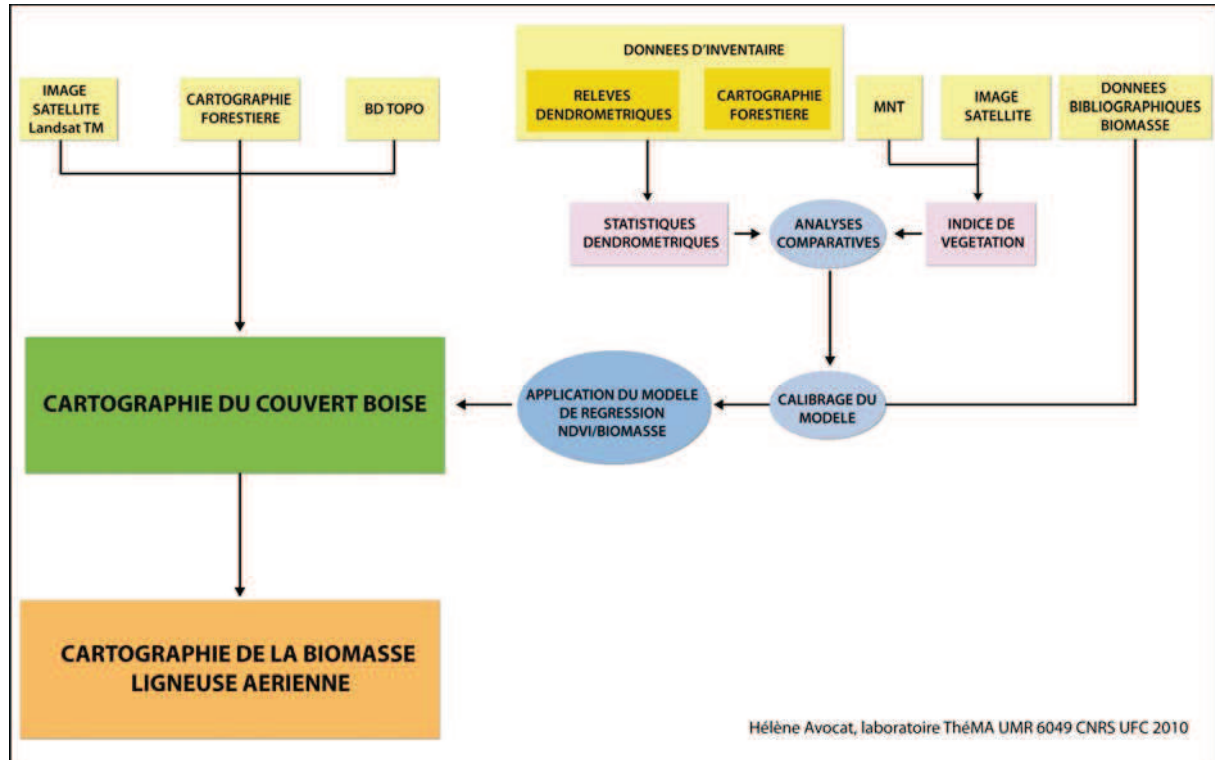 IMAGE
SATELLITE
Landsat TM
CARTOGRAPHIE
FORESTIERE
BD TOPO
DONNEES D'INVENTAIRE
RELEVES
DENDROMETRIQUES
CARTOGRAPHIE
FORESTIERE
MNT
IMAGE
SATELLITE
DONNEES
BIBLIOGRAPHIQUES
BIOMASSE
STATISTIQUES
DENDROMETRIQUES
ANALYSES
COMPARATIVES
INDICE DE
VEGETATION
CARTOGRAPHIE DU COUVERT BOISE
APPLICATION DU MODELE
DE REGRESSION
NDVI/BIOMASSE
CALIBRAGE DU
MODELE
CARTOGRAPHIE DE LA BIOMASSE
LIGNEUSE AERIENNE
Hélène Avocat, laboratoire ThéMA UMR 6049 CNRS UFC 2010